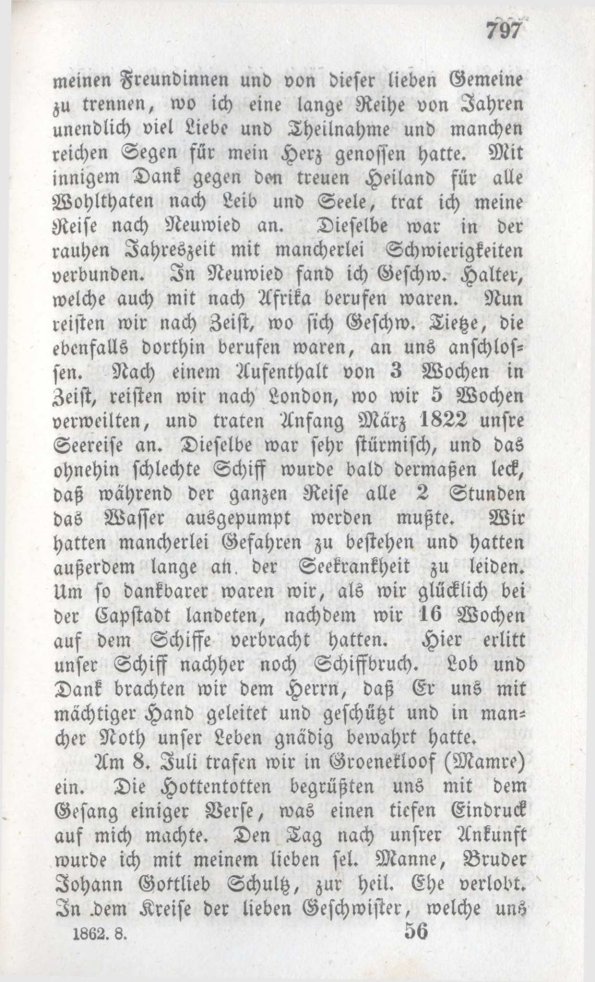 797
meinen Freundinnen und von dieser lieben Gemeine
zu trennen, wo ich eine lange Reihe von Jahren
unendlich viel Liebe und Theilnahme und manchen
reichen Segen für mein Herz genossen hatte. Mit
innigem Dank gegen den treuen Heiland für alle
Wohlthaten nach Leib und Seele, trat ich meine
Reise nach Neuwied an. Dieselbe war in der
rauhen Jahreszeit mit mancherlei Schwierigkeiten
verbunden. In Neuwied fand ich Geschw. Halter,
welche auch mit nach Afrika berufen waren. Nun
reisten wir nach Zeist, wo sich Geschw. Tietze, die
ebenfalls dorthin berufen waren, an uns anschlos-
sen. Nach einem Aufenthalt von 3 Wochen in
Zeist, reisten wir nach London, wo wir 5 Wochen
verweilten, und traten Anfang März 1822 unsre
Seereise an. Dieselbe war sehr stürmisch, und das
ohnehin schlechte Schiff wurde bald dermaßen leck,
daß während der ganzen Reise alle 2 Stunden
das Wasser ausgepumpt werden mußte. Wir
hatten mancherlei Gefahren zu bestehen und hatten
außerdem lange an der Seekrankheit zu leiden.
Um so dankbarer waren wir, als wir glücklich bei
der Capstadt landeten, nachdem wir 16 Wochen
auf dem Schiffe verbracht hatten. Hier erlitt
unser Schiff nachher noch Schiffbruch. Lob und
Dank brachten wir dem Herrn, daß Er uns mit
mächtiger Hand geleitet und geschützt und in man-
cher Noth unser Leben gnädig bewahrt hatte.
Am 8. Juli trafen wir in Groenekloof (Mamre)
ein. Die Hottentotten begrüßten uns mit dem
Gesang einiger Verse, was einen tiefen Eindruck
auf mich machte. Den Tag nach unsrer Ankunft
wurde ich mit meinem lieben sel. Manne, Bruder
Johann Gottlieb Schultz, zur heil. Ehe verlobt.
In dem Kreise der lieben Geschwister, welche uns
1862. 8. 56